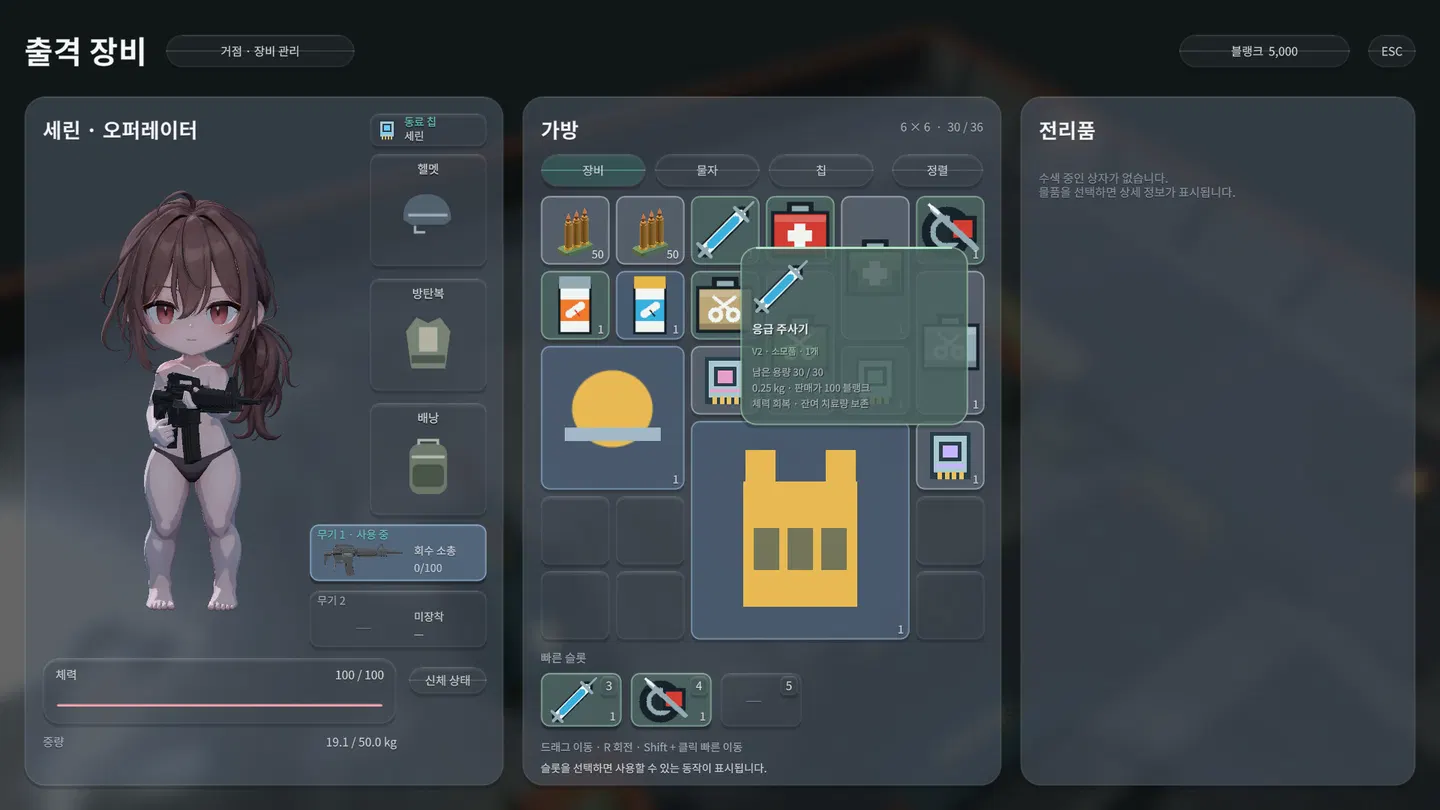 출격 장비
거점 · 장비 관리
블랭크 5,000
ESC
세린 · 오퍼레이터
동료 칩
세린
헬멧
방탄복
배낭
무기 1 · 사용 중
회수 소총
0/100
무기 2
미장착
—
—
체력
100 / 100
신체 상태
중량
19.1 / 50.0 kg
가방
6 × 6 · 30 / 36
장비
물자
칩
정렬
50
50
1
1
1
응급 주사기
V2 · 소모품 · 1개
남은 용량 30 / 30
0.25 kg · 판매가 100 블랭크
체력 회복 · 잔여 치료량 보존
1
1
1
1
빠른 슬롯
3
1
4
1
—
5
드래그 이동 · R 회전 · Shift + 클릭 빠른 이동
슬롯을 선택하면 사용할 수 있는 동작이 표시됩니다.
전리품
수색 중인 상자가 없습니다.
물품을 선택하면 상세 정보가 표시됩니다.